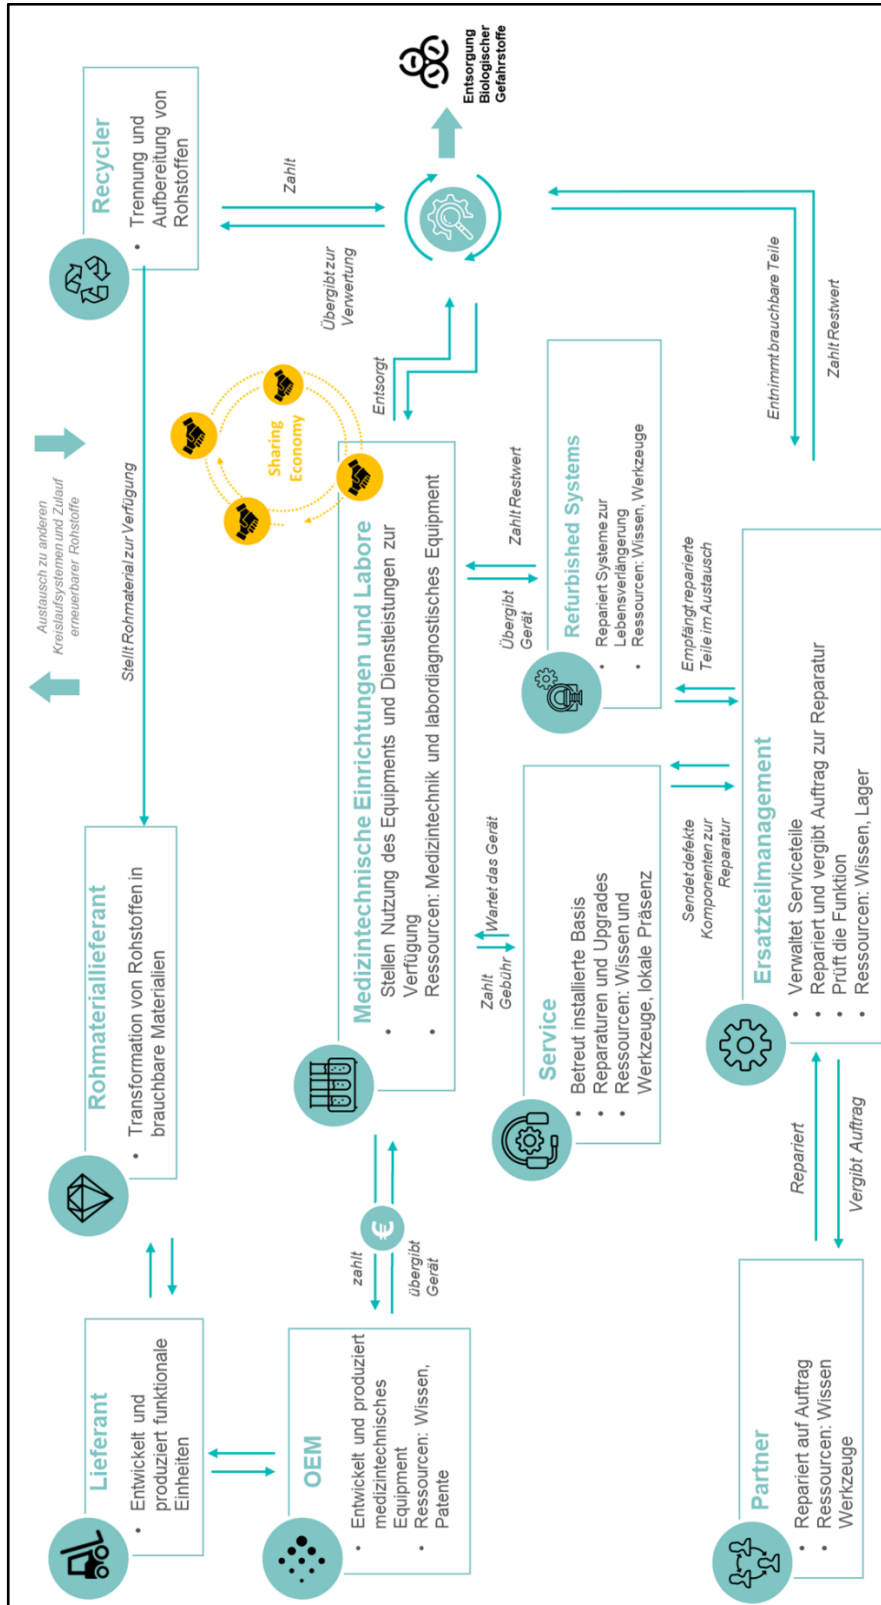 Austausch zu anderen
Kreislaufsystemen und Zulauf
erneuerbarer Rohstoffe
Lieferant
• Entwickelt und
produziert funktionale
Einheiten
Rohmateriallieferant
• Transformation von Rohstoffen in
brauchbare Materialien
Stellt Rohmaterial zur Verfügung
Recycler
• Trennung und
Aufbereitung von
Rohstoffen
Zahlt
Übergibt zur
Verwertung
Sharing
Economy
Entsorgt
Entsorgung
Biologischer
Gefahrstoffe
OEM
• Entwickelt und produziert
medizintechnisches
Equipment
• Ressourcen: Wissen,
Patente
zahlt
€
übergibt
Gerät
Medizintechnische Einrichtungen und Labore
• Stellen Nutzung des Equipments und Dienstleistungen zur
Verfügung
• Ressourcen: Medizintechnik und labordiagnostisches Equipment
Zahlt
Gebühr
Wartet das Gerät
Übergibt
Gerät
Zahlt Restwert
Service
• Betreut installierte Basis
• Reparaturen und Upgrades
• Ressourcen: Wissen und
Werkzeuge, lokale Präsenz
Refurbished Systems
• Repariert Systeme zur
Lebensverlängerung
• Ressourcen: Wissen, Werkzeuge
Sendet defekte
Komponenten zur
Reparatur
Empfängt reparierte
Teile im Austausch
Entnimmt brauchbare Teile
Zahlt Restwert
Partner
• Repariert auf Auftrag
• Ressourcen: Wissen
Werkzeuge
Repariert
Vergibt Auftrag
Ersatzteilmanagement
• Verwaltet Serviceteile
• Repariert und vergibt Auftrag zur Reparatur
• Prüft die Funktion
• Ressourcen: Wissen, Lager